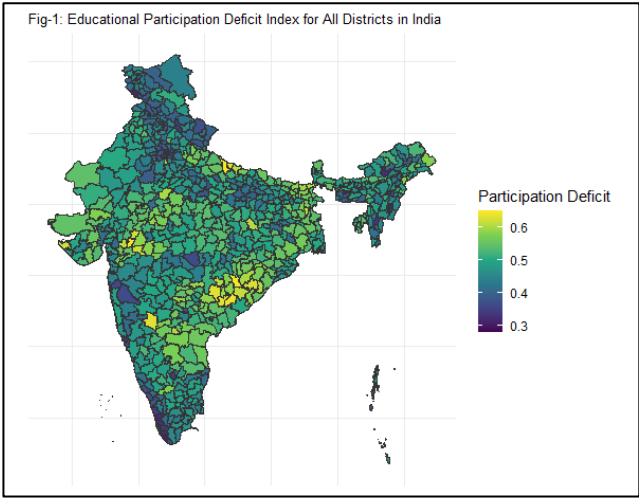 Fig-1: Educational Participation Deficit Index for All Districts in India
Participation Deficit
0.6
0.5
0.4
0.3